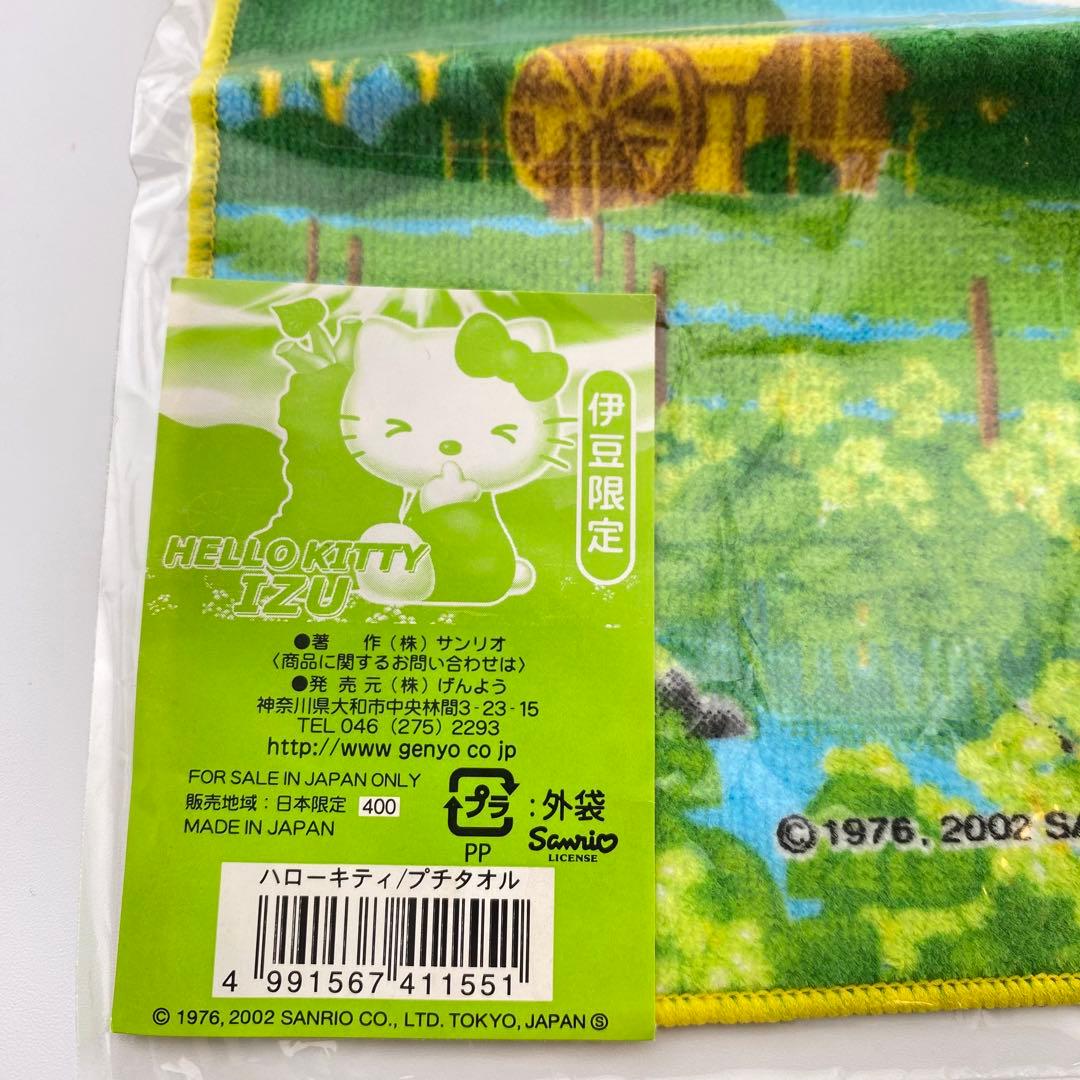 伊豆限定
HELLO KITTY
IZU
●著　作（株）サンリオ
〈商品に関するお問い合わせは〉
●発 売 元（株）げんよう
神奈川県大和市中央林間3-23-15
TEL 046 (275) 2293
http://www genyo co jp
FOR SALE IN JAPAN ONLY
販売地域：日本限定 400
MADE IN JAPAN
プラ
：外袋
PP
Sanrio
LICENSE
ハローキティ/プチタオル
4 991567 411551
© 1976, 2002 SANRIO CO., LTD. TOKYO, JAPAN Ⓢ
©1976, 2002 SA